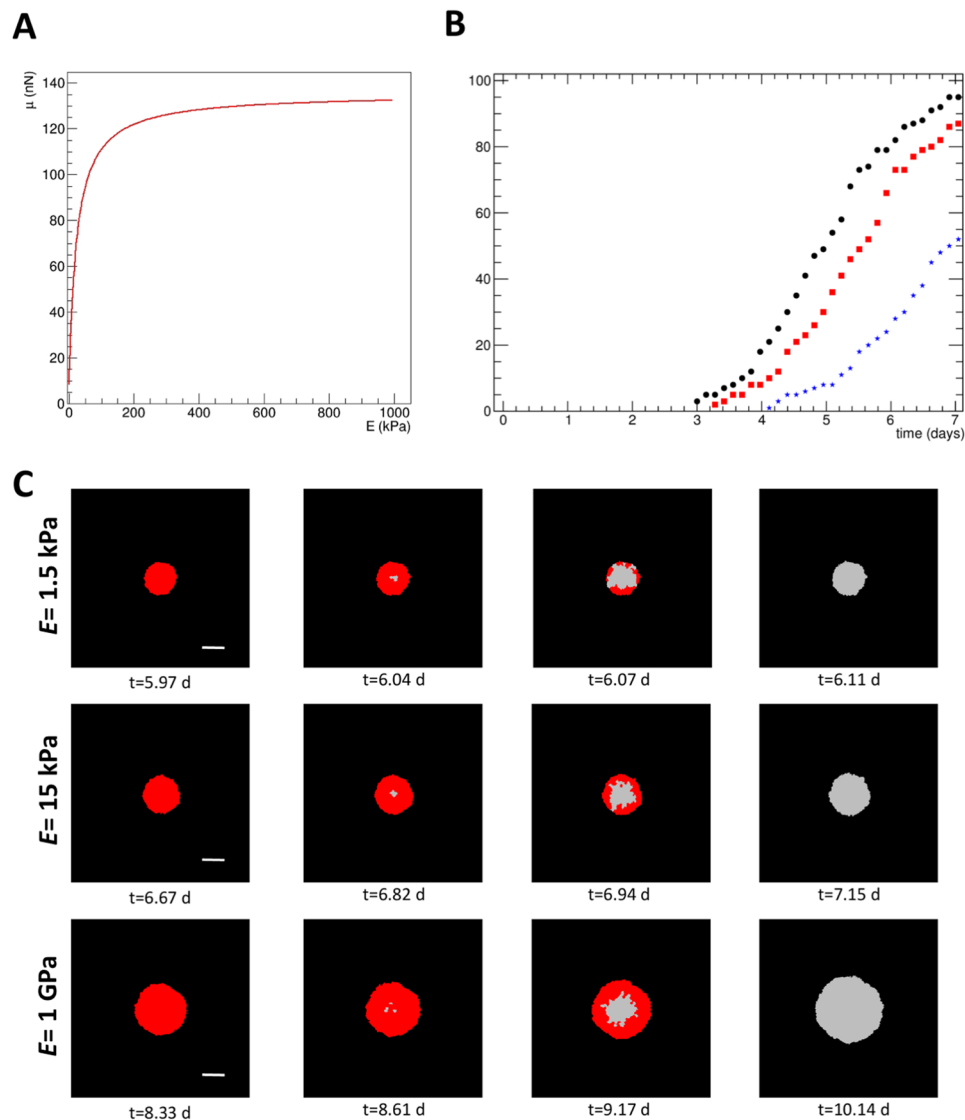 A
B
μ (nN)
140
120
100
80
60
40
20
0
0 200 400 600 800 1000
E (kPa)
100
80
60
40
20
0
0 1 2 3 4 5 6 7
time (days)
C
E= 1.5 kPa
t=5.97 d t=6.04 d t=6.07 d t=6.11 d
E= 15 kPa
t=6.67 d t=6.82 d t=6.94 d t=7.15 d
E= 1 GPa
t=8.33 d t=8.61 d t=9.17 d t=10.14 d